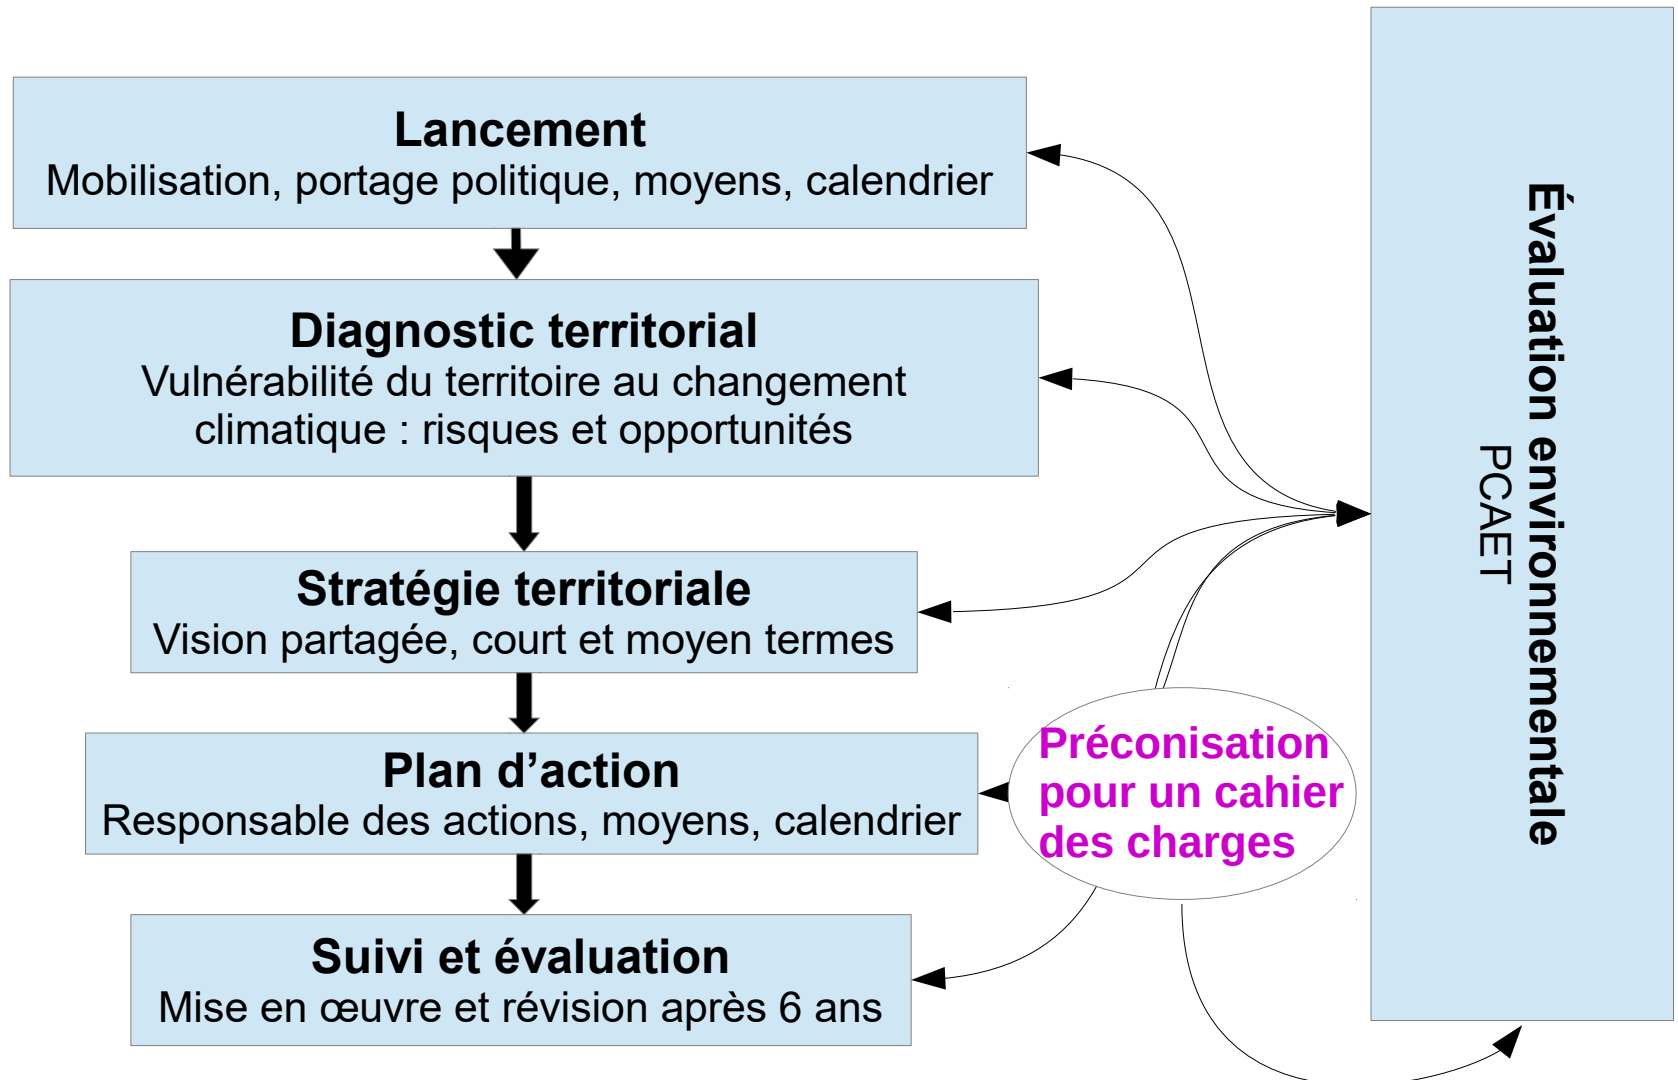 Lancement
Mobilisation, portage politique, moyens, calendrier
Diagnostic territorial
Vulnérabilité du territoire au changement
climatique : risques et opportunités
Stratégie territoriale
Vision partagée, court et moyen termes
Plan d’action
Responsable des actions, moyens, calendrier
Suivi et évaluation
Mise en œuvre et révision après 6 ans
Préconisation
pour un cahier
des charges
Évaluation environnementale
PCAET